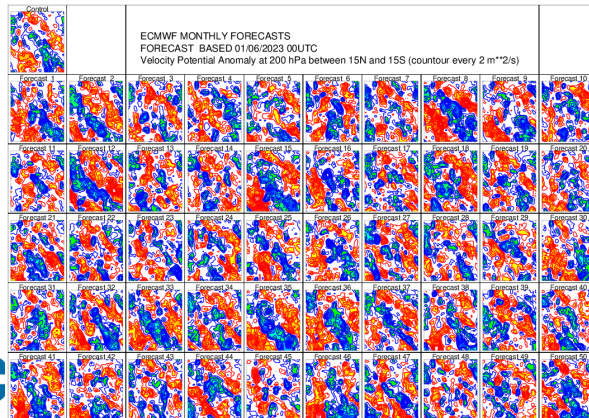 Control
ECMWF MONTHLY FORECASTS
FORECAST BASED 01/06/2023 00UTC
Velocity Potential Anomaly at 200 hPa between 15N and 15S (countour every 2 m**2/s)
Forecast 1 Forecast 2 Forecast 3 Forecast 4 Forecast 5 Forecast 6 Forecast 7 Forecast 8 Forecast 9 Forecast 10
Forecast 11 Forecast 12 Forecast 13 Forecast 14 Forecast 15 Forecast 16 Forecast 17 Forecast 18 Forecast 19 Forecast 20
Forecast 21 Forecast 22 Forecast 23 Forecast 24 Forecast 25 Forecast 26 Forecast 27 Forecast 28 Forecast 29 Forecast 30
Forecast 31 Forecast 32 Forecast 33 Forecast 34 Forecast 35 Forecast 36 Forecast 37 Forecast 38 Forecast 39 Forecast 40
Forecast 41 Forecast 42 Forecast 43 Forecast 44 Forecast 45 Forecast 46 Forecast 47 Forecast 48 Forecast 49 Forecast 50